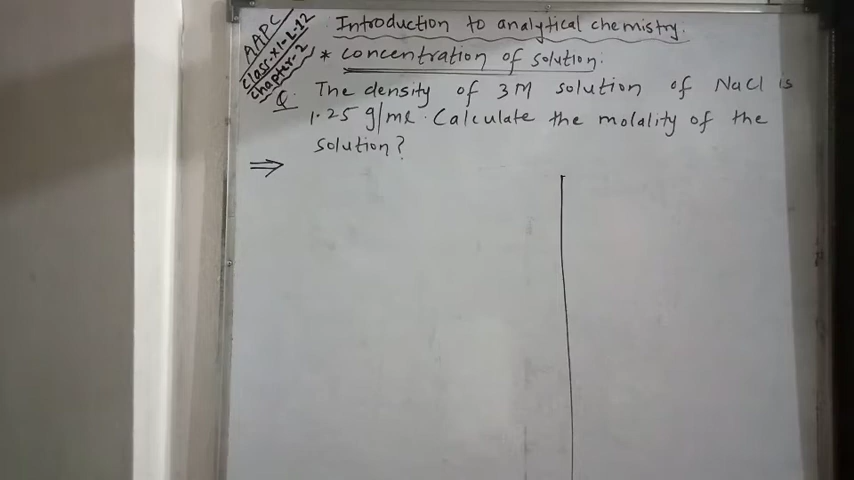 AAPC
Class-XI-L-12
Chapter-2
Introduction to analytical chemistry.
* Concentration of solution.
Q. The density of 3M solution of NaCl is
1.25 g/ml. Calculate the molality of the
solution?
⇒